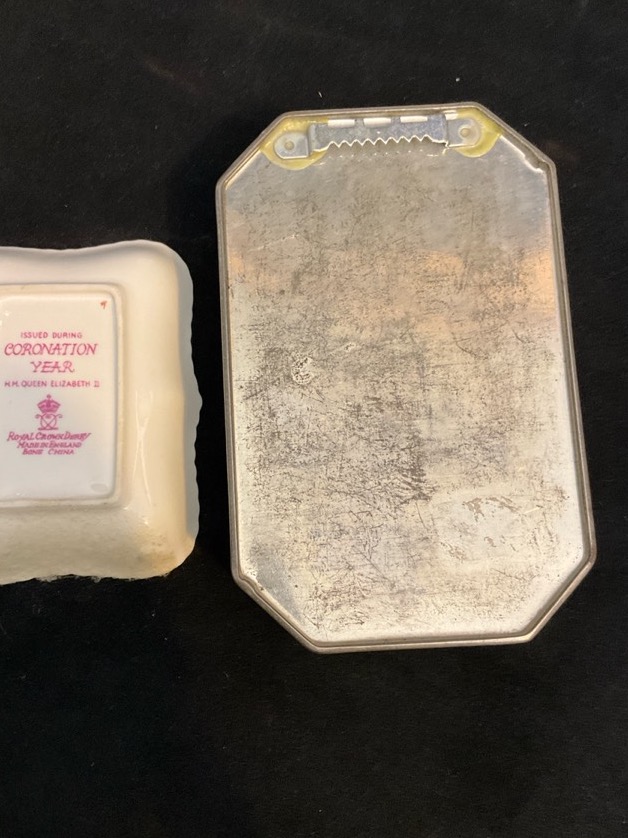 ISSUED DURING
CORONATION
YEAR
H.M. QUEEN ELIZABETH II
ROYAL CROWN DERBY
MADE IN ENGLAND
BONE CHINA